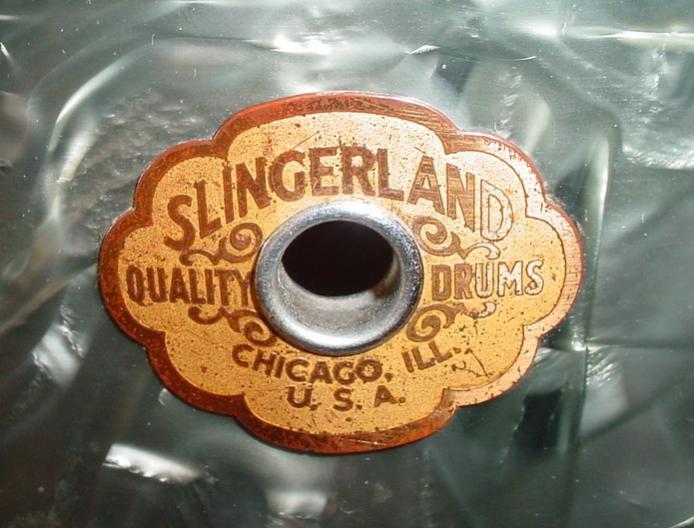 SLINGERLAND
QUALITY DRUMS
CHICAGO, ILL.
U. S. A.